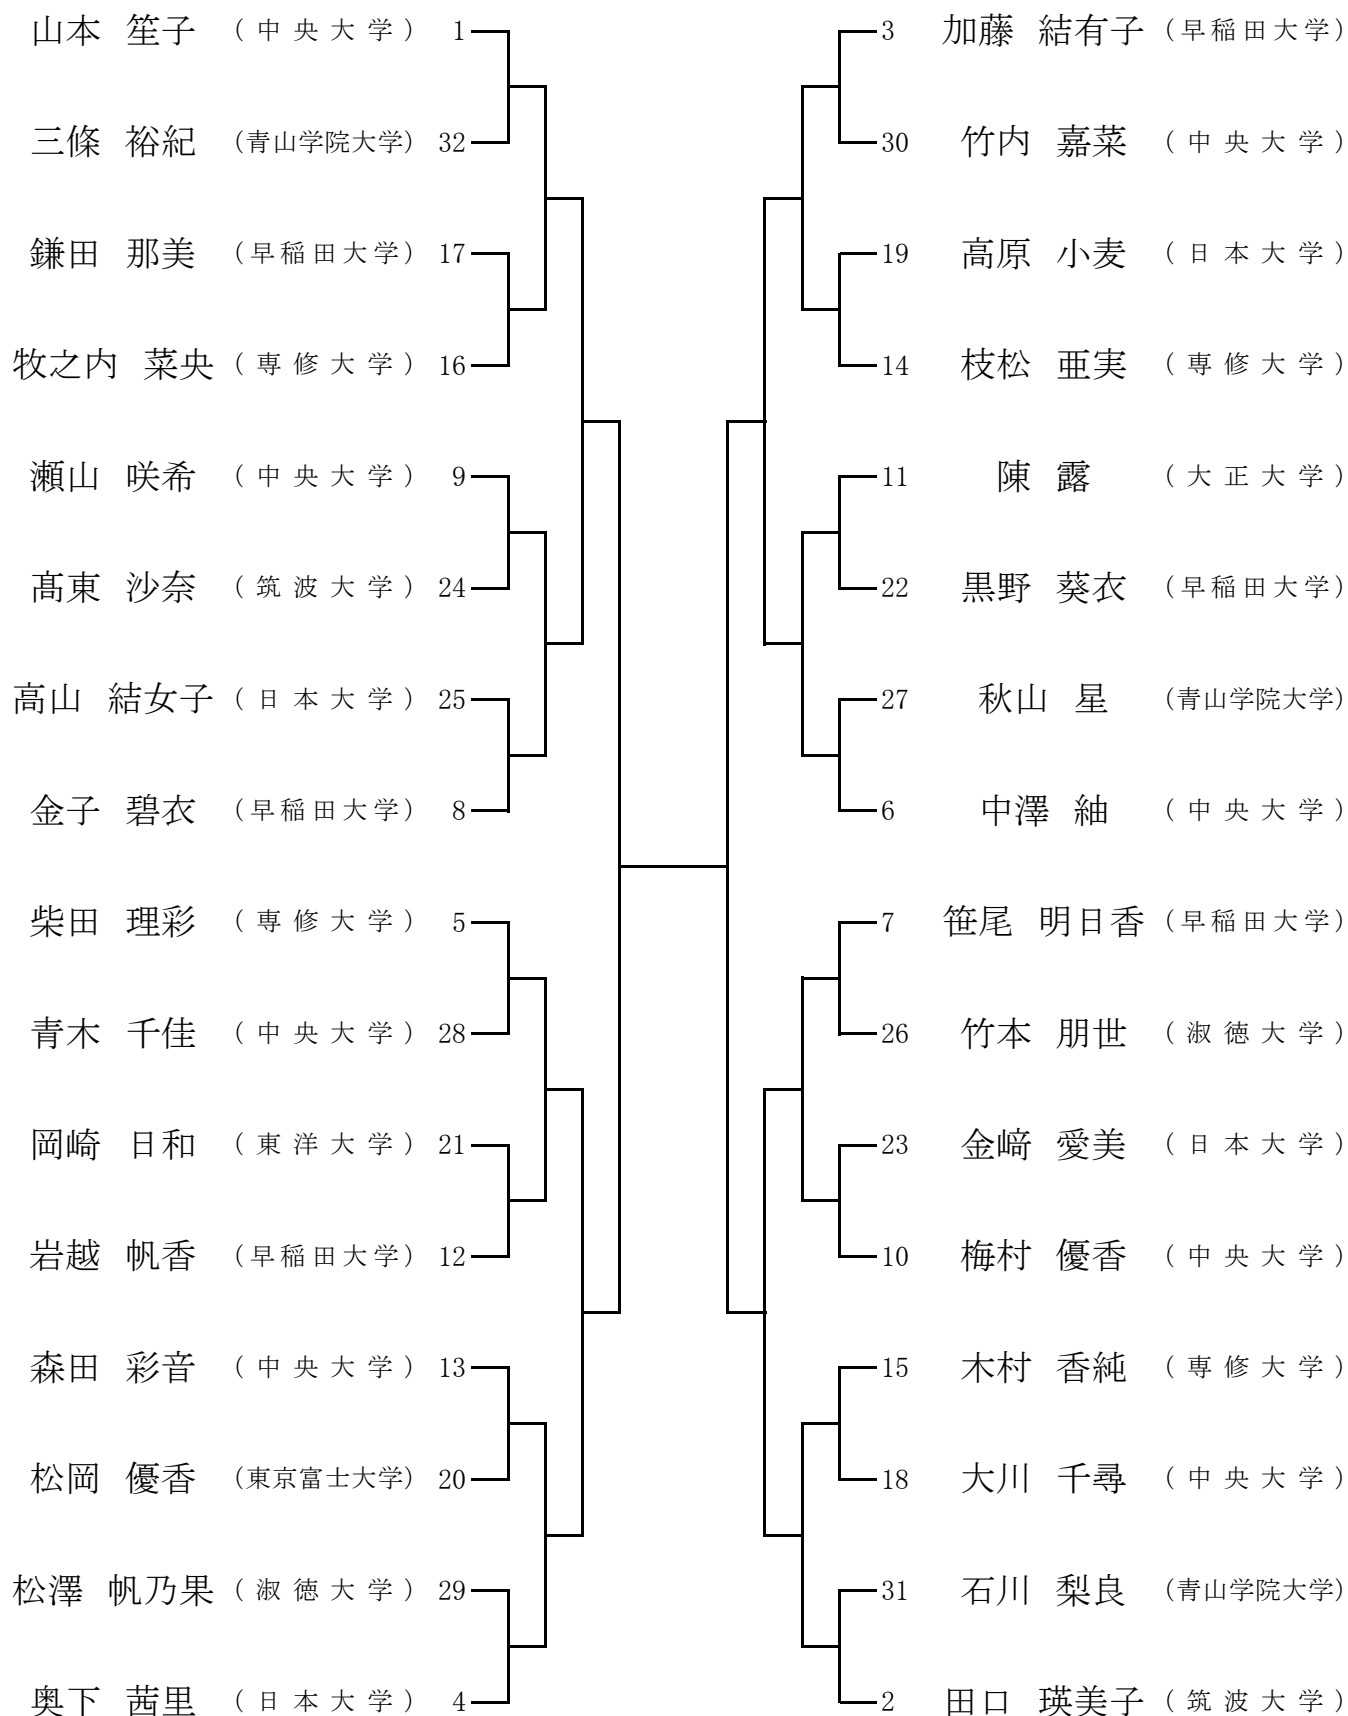 山本 笙子 （中央大学） 1
三條 裕紀 (青山学院大学) 32
鎌田 那美 （早稲田大学） 17
牧之内 菜央 （専修大学） 16
瀬山 咲希 （中央大学） 9
髙東 沙奈 （筑波大学） 24
高山 結女子 （日本大学） 25
金子 碧衣 （早稲田大学） 8
柴田 理彩 （専修大学） 5
青木 千佳 （中央大学） 28
岡崎 日和 （東洋大学） 21
岩越 帆香 （早稲田大学） 12
森田 彩音 （中央大学） 13
松岡 優香 (東京富士大学) 20
松澤 帆乃果 （淑徳大学） 29
奥下 茜里 （日本大学） 4
3 加藤 結有子 （早稲田大学）
30 竹内 嘉菜 （中央大学）
19 高原 小麦 （日本大学）
14 枝松 亜実 （専修大学）
11 陳 露 （大正大学）
22 黒野 葵衣 （早稲田大学）
27 秋山 星 (青山学院大学)
6 中澤 紬 （中央大学）
7 笹尾 明日香 （早稲田大学）
26 竹本 朋世 （淑徳大学）
23 金﨑 愛美 （日本大学）
10 梅村 優香 （中央大学）
15 木村 香純 （専修大学）
18 大川 千尋 （中央大学）
31 石川 梨良 (青山学院大学)
2 田口 瑛美子 （筑波大学）